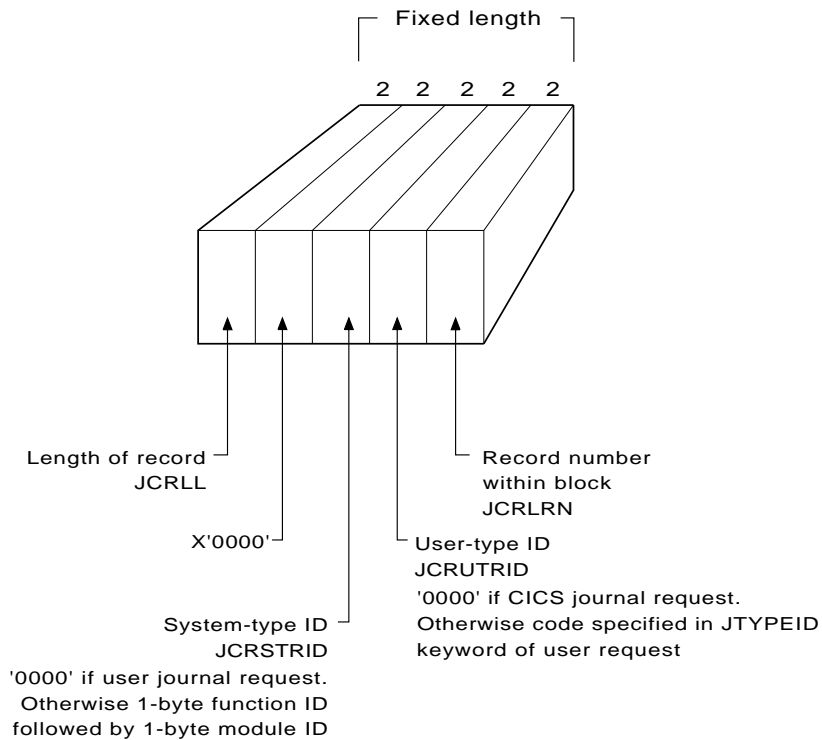 Fixed length
2 2 2 2 2
Length of record
JCRLL
Record number
within block
JCRLRN
X'0000'
User-type ID
JCRUTRID
'0000' if CICS journal request.
Otherwise code specified in JTYPEID
keyword of user request
System-type ID
JCRSTRID
'0000' if user journal request.
Otherwise 1-byte function ID
followed by 1-byte module ID